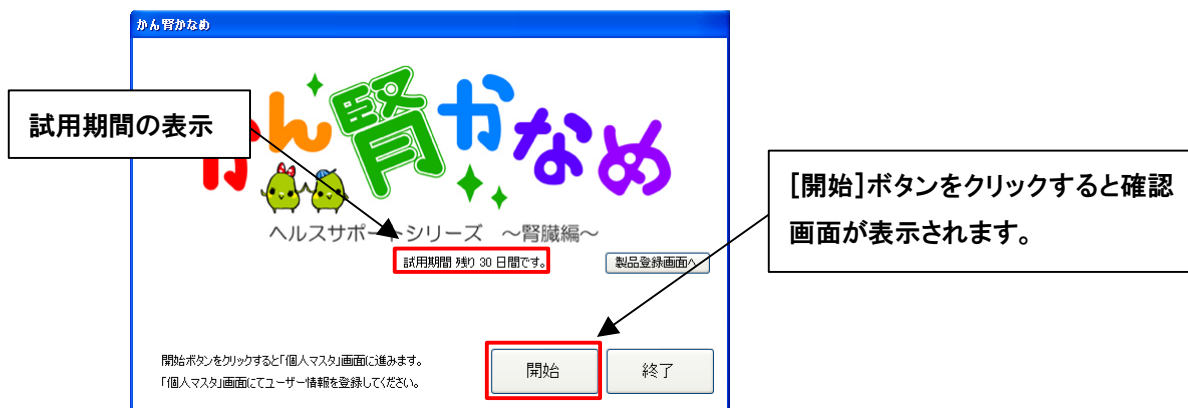 かん腎かなめ
試用期間の表示
かん腎かなめ
ヘルスサポートシリーズ ～腎臓編～
試用期間 残り 30 日間です。
製品登録画面へ
[開始]ボタンをクリックすると確認
画面が表示されます。
開始ボタンをクリックすると「個人マスタ」画面に進みます。
「個人マスタ」画面にてユーザー情報を登録してください。
開始
終了